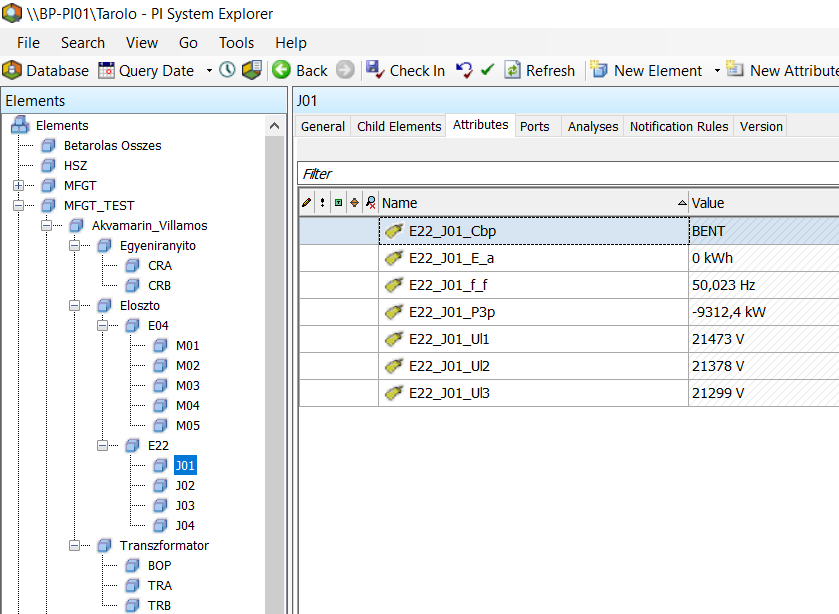 \\BP-PI01\Tarolo - PI System Explorer
File Search View Go Tools Help
Database Query Date Back Check In Refresh New Element New Attribute
Elements
Elements
Betarolas Osszes
HSZ
MFGT
MFGT_TEST
Akvamarin_Villamos
Egyeniranyito
CRA
CRB
Eloszto
E04
M01
M02
M03
M04
M05
E22
J01
J02
J03
J04
Transzformator
BOP
TRA
TRB
J01
General Child Elements Attributes Ports Analyses Notification Rules Version
Filter
Name Value
E22_J01_Cbp BENT
E22_J01_E_a 0 kWh
E22_J01_f_f 50,023 Hz
E22_J01_P3p -9312,4 kW
E22_J01_Ul1 21473 V
E22_J01_Ul2 21378 V
E22_J01_Ul3 21299 V